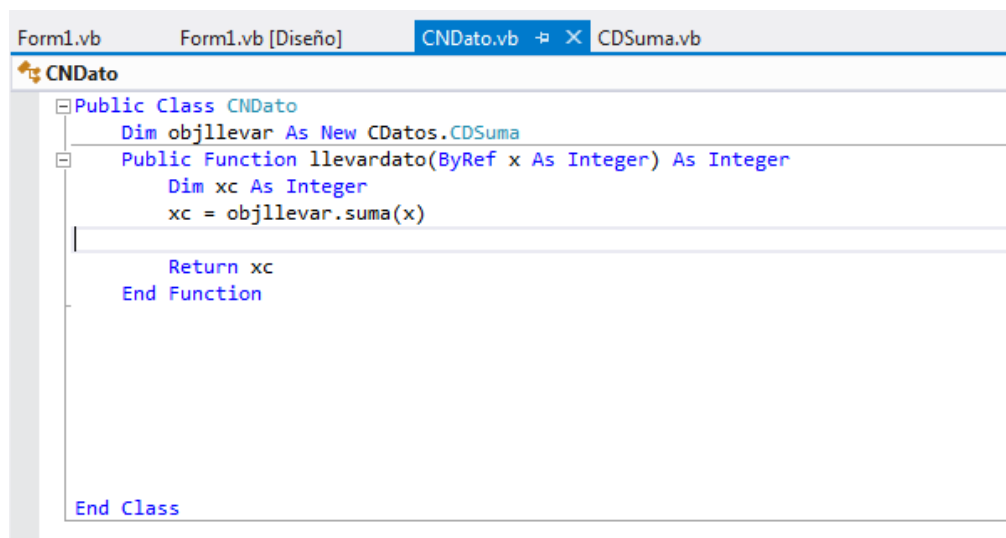 Form1.vb Form1.vb [Diseño] CNDato.vb CDSuma.vb
CNDato
Public Class CNDato
Dim objllevar As New CDatos.CDSuma
Public Function llevardato(ByRef x As Integer) As Integer
Dim xc As Integer
xc = objllevar.suma(x)
Return xc
End Function
End Class